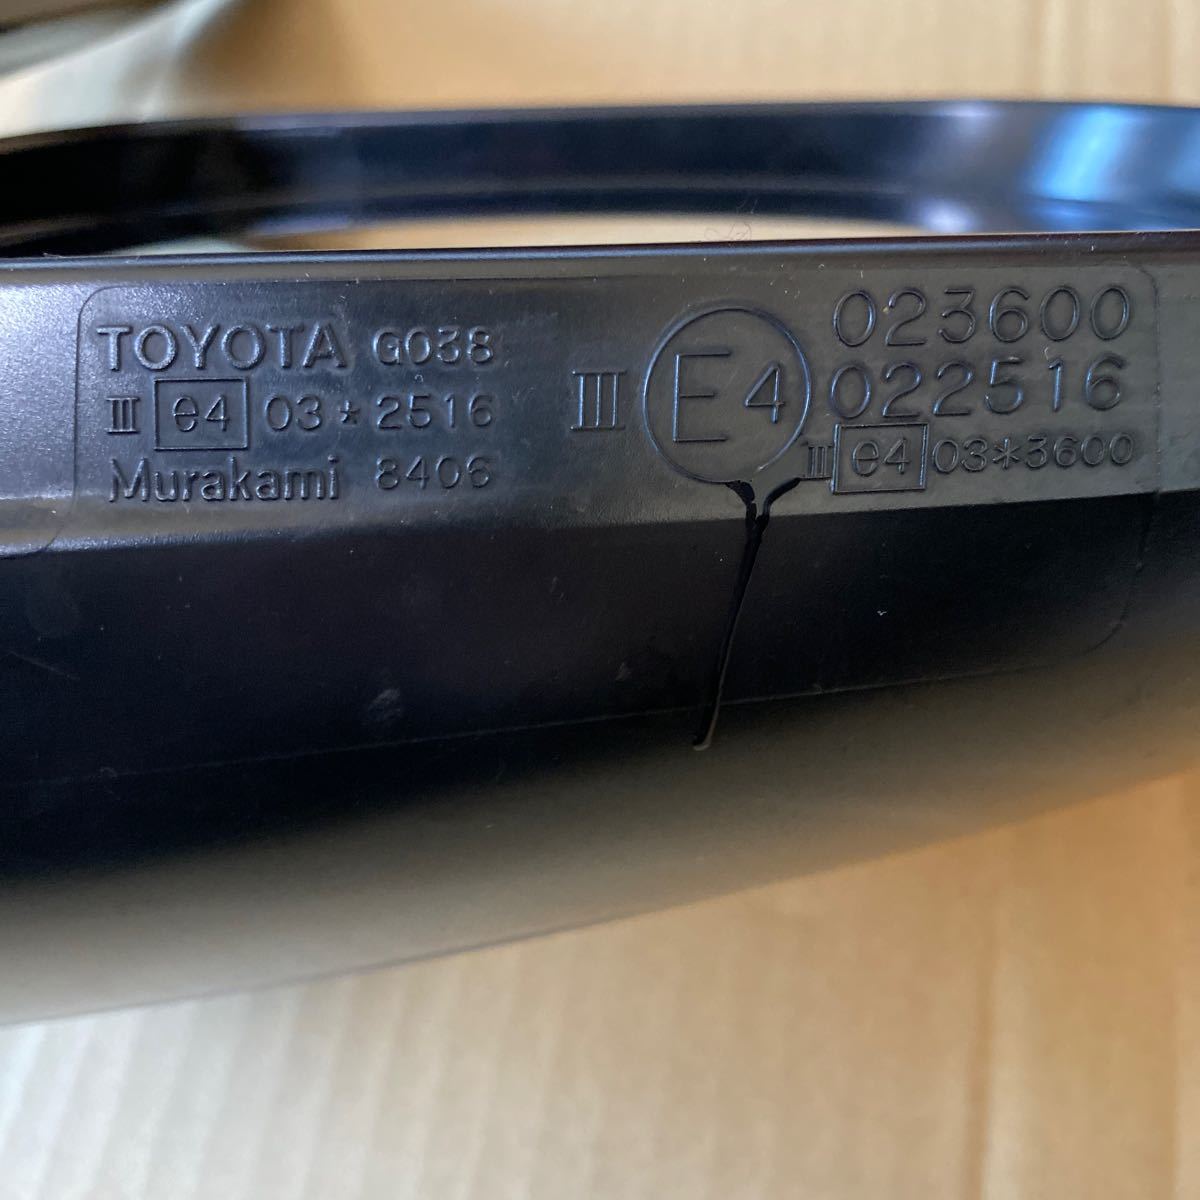 TOYOTA G038
III e4 03*2516
Murakami 8406
III E4 023600
022516
III e4 03*3600